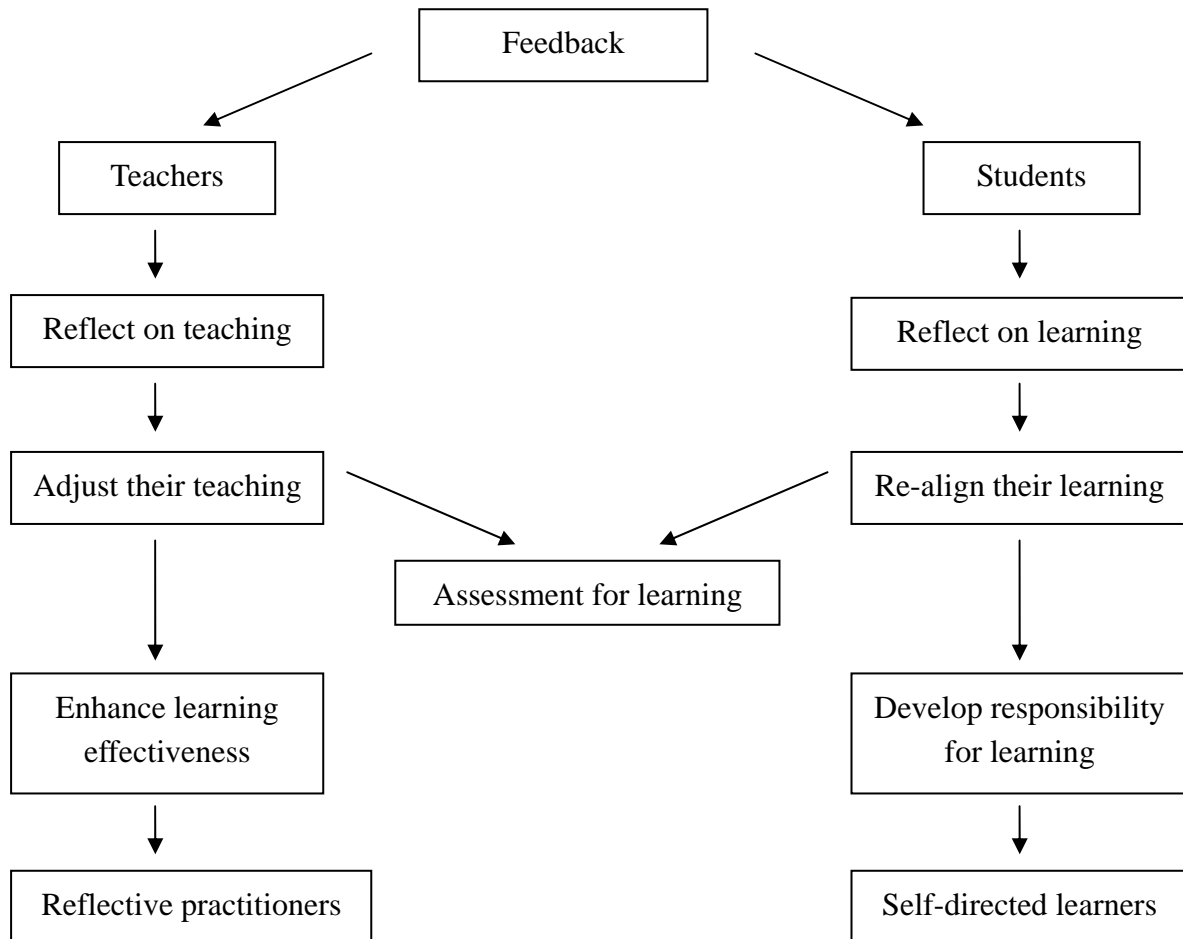 Feedback
Teachers
Students
Reflect on teaching
Reflect on learning
Adjust their teaching
Re-align their learning
Assessment for learning
Enhance learning
effectiveness
Develop responsibility
for learning
Reflective practitioners
Self-directed learners